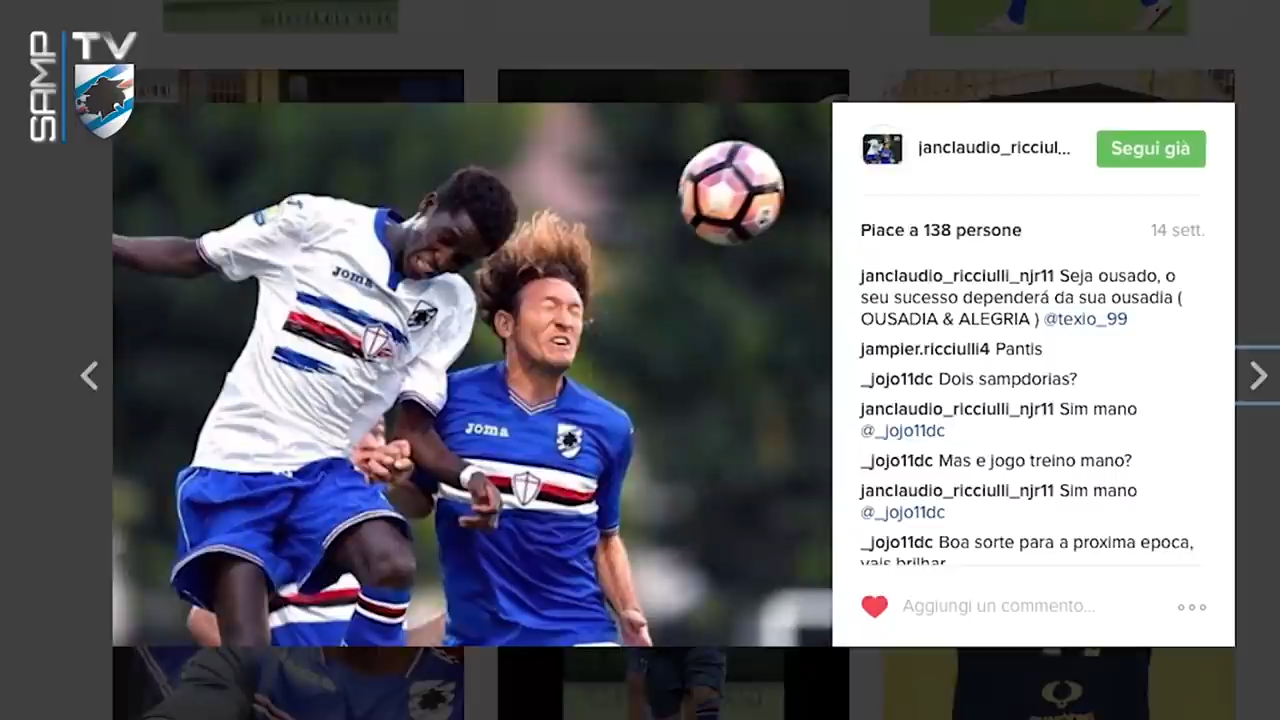 SAMP
TV
janclaudio_ricciul...
Segui già
Piace a 138 persone
14 sett.
janclaudio_ricciulli_njr11 Seja ousado, o
seu sucesso dependerá da sua ousadia (
OUSADIA & ALEGRIA ) @texio_99
jampier.ricciulli4 Pantis
_jojo11dc Dois sampdorias?
janclaudio_ricciulli_njr11 Sim mano
@_jojo11dc
_jojo11dc Mas e jogo treino mano?
janclaudio_ricciulli_njr11 Sim mano
@_jojo11dc
_jojo11dc Boa sorte para a proxima epoca,
vais brilhar
Aggiungi un commento...
Joma
Joma